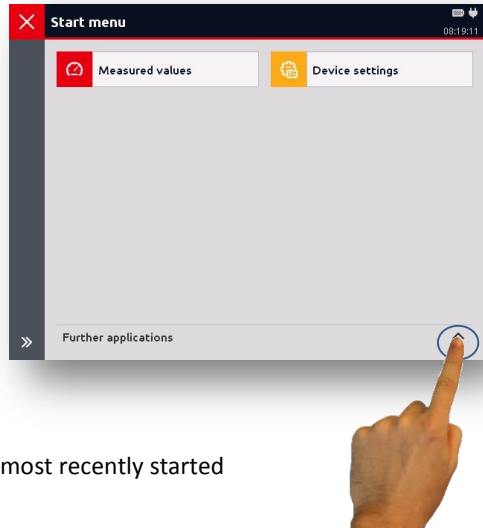 Start menu
08:19:11
Measured values
Device settings
Further applications
most recently started